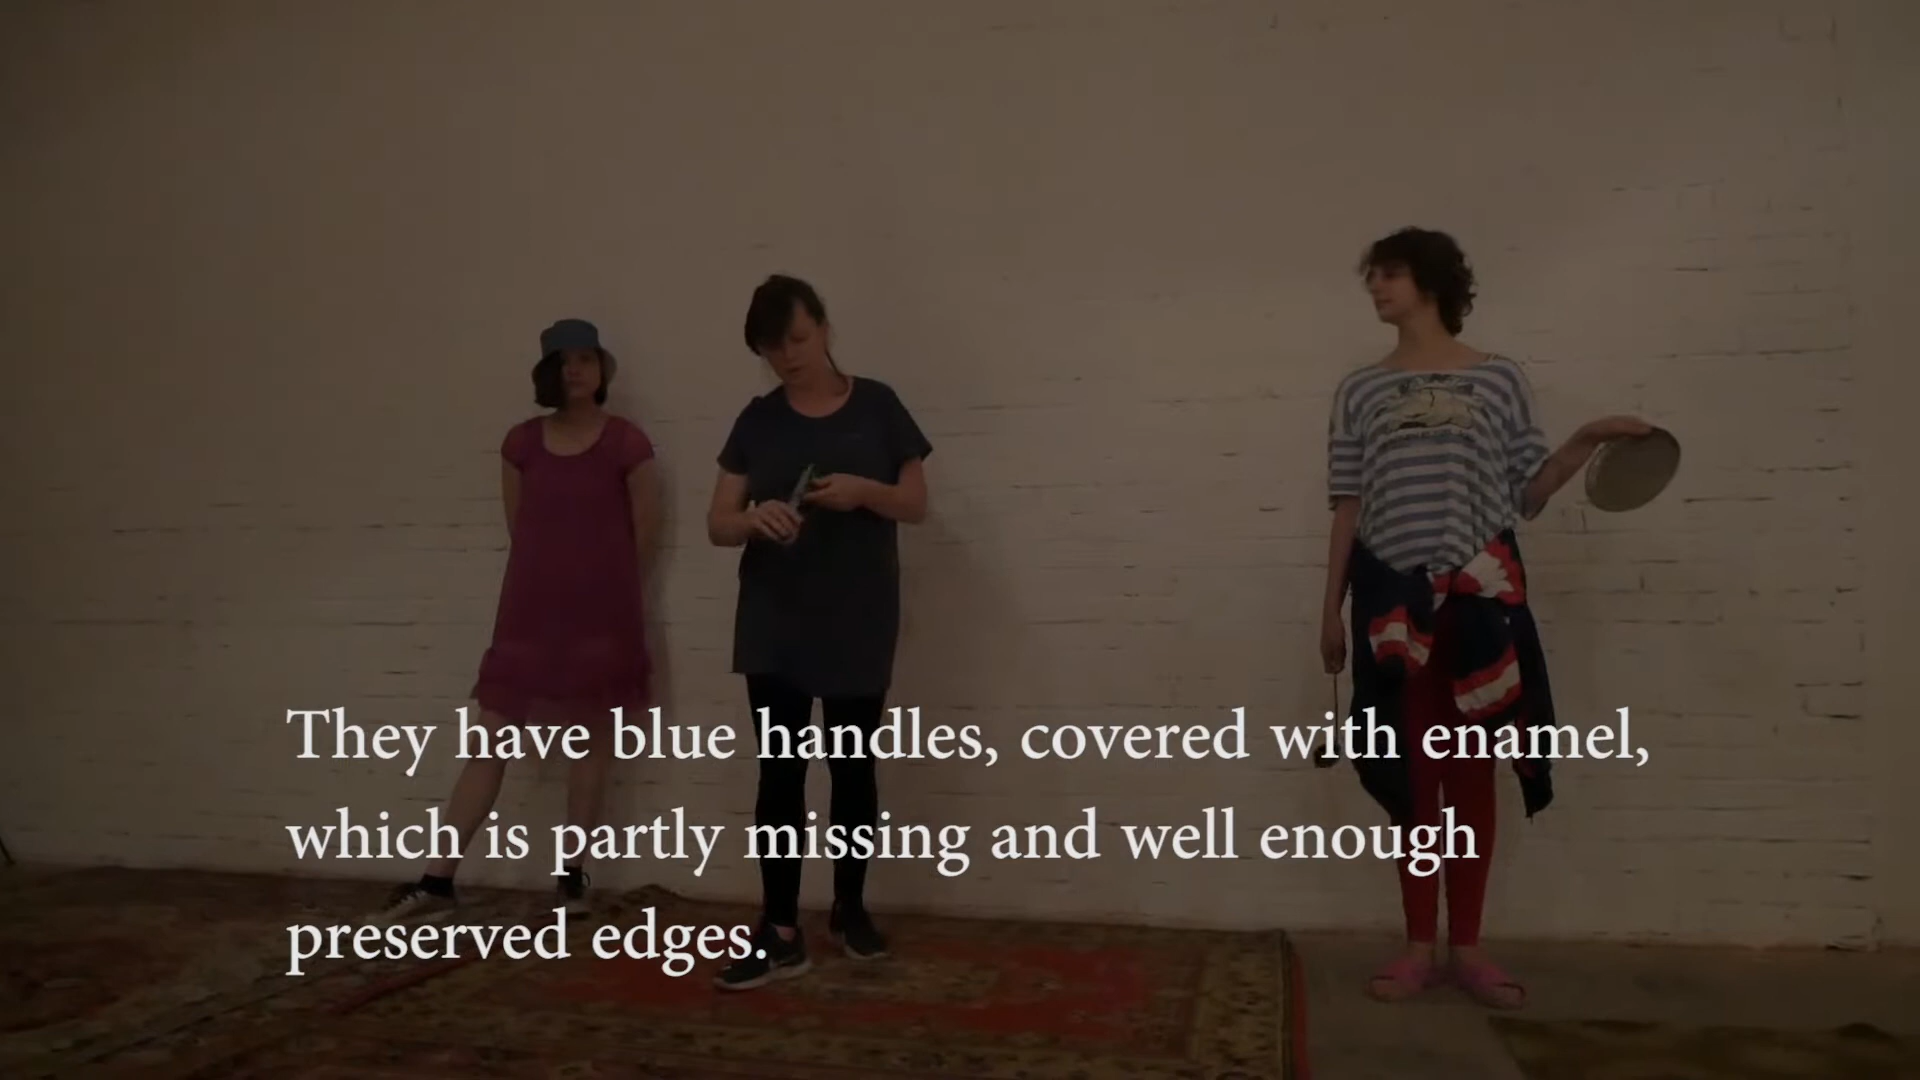 They have blue handles, covered with enamel,
which is partly missing and well enough
preserved edges.